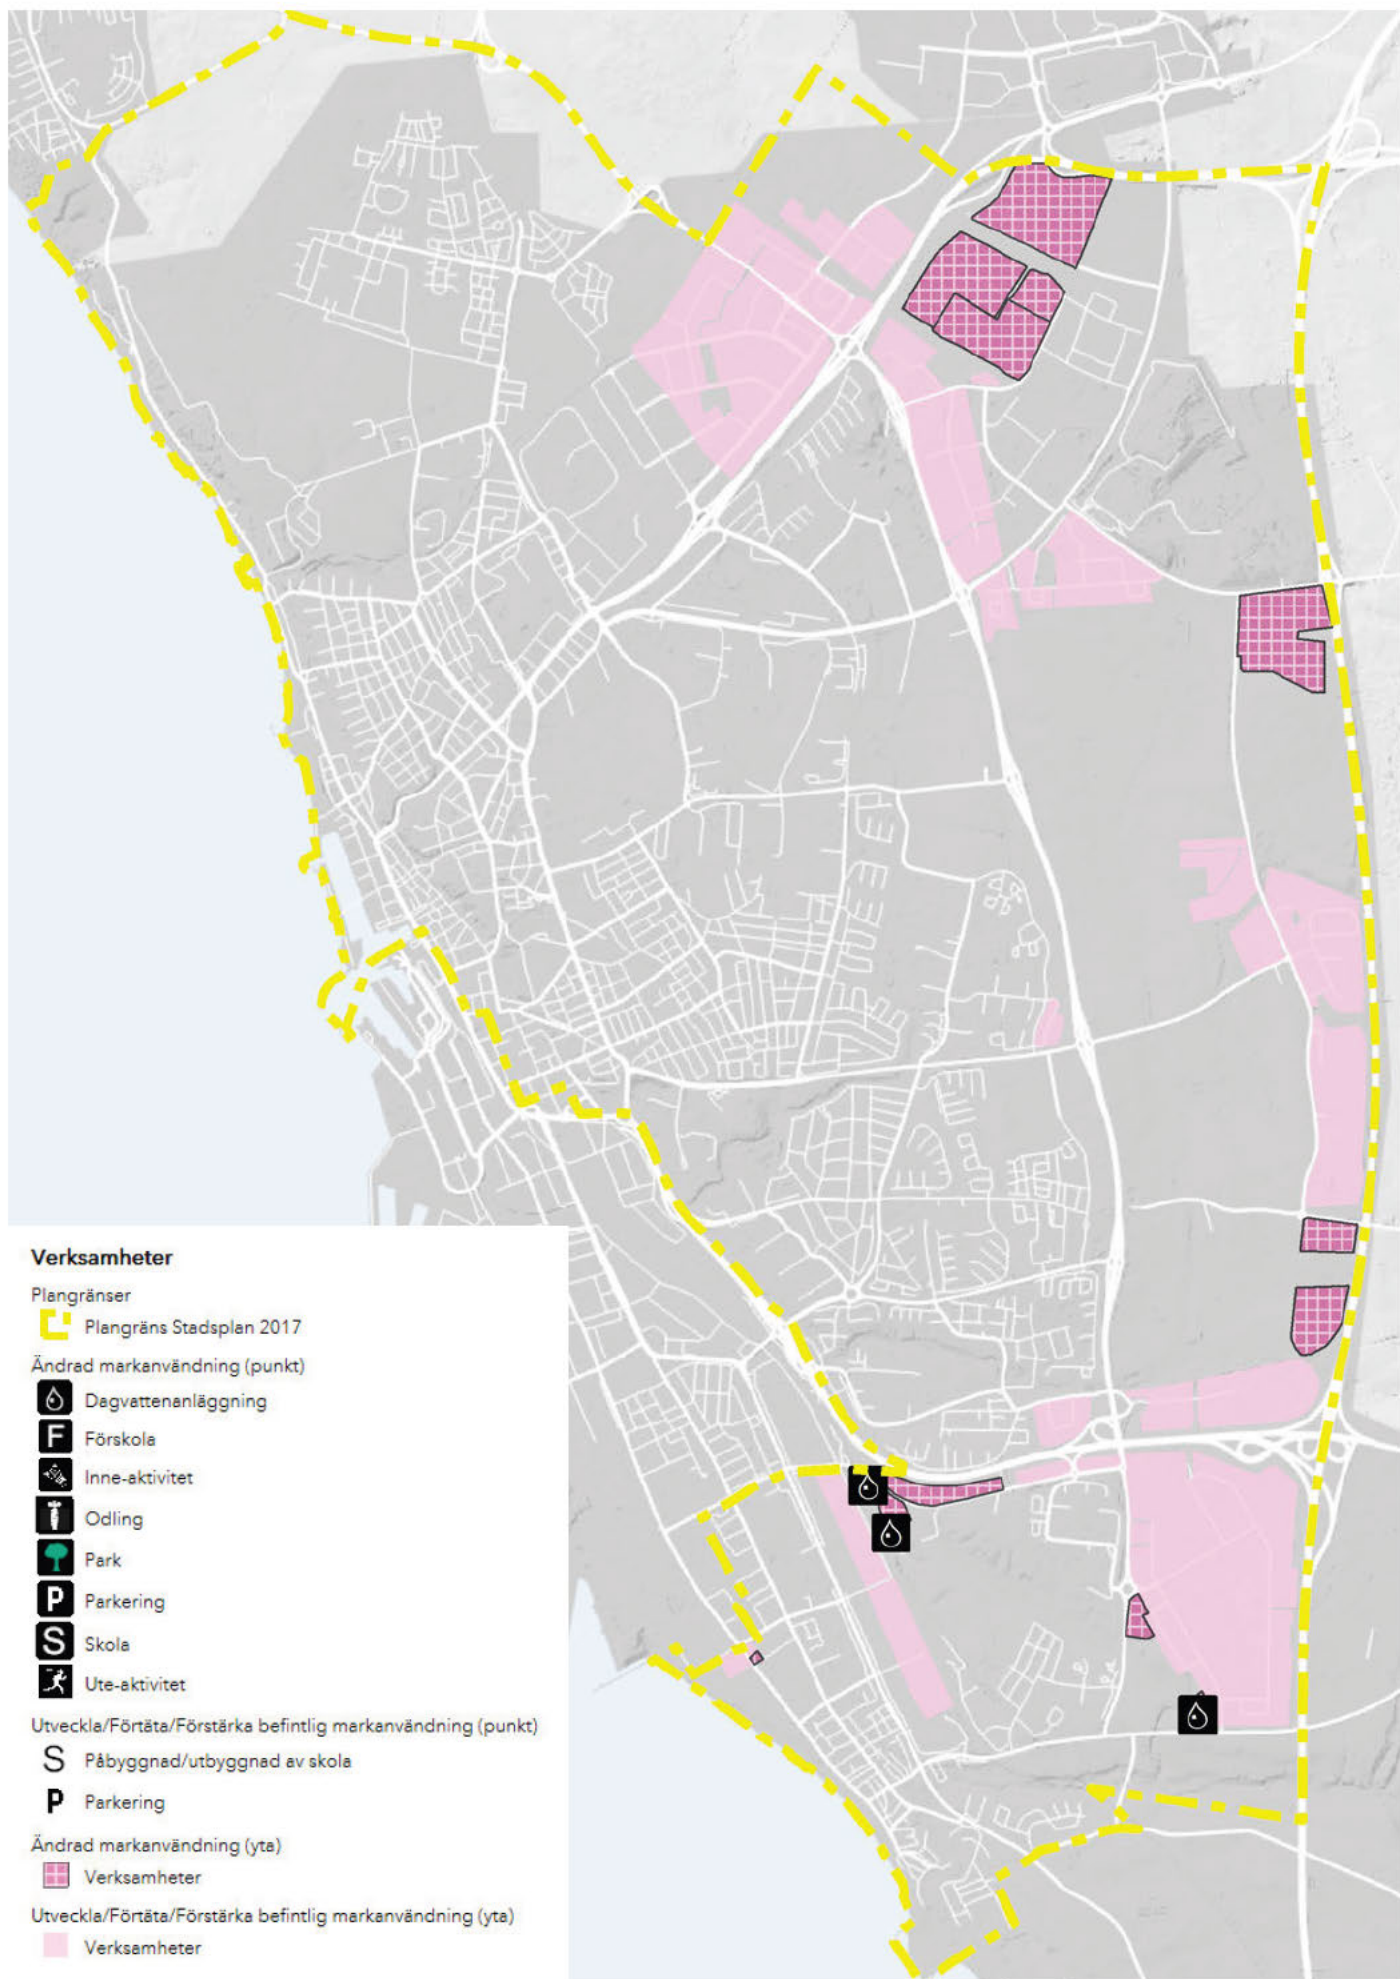 Verksamheter
Plangränser
Plangräns Stadsplan 2017
Ändrad markanvändning (punkt)
Dagvattenanläggning
F Förskola
Inne-aktivitet
Odling
Park
P Parkering
S Skola
Ute-aktivitet
Utveckla/Förtäta/Förstärka befintlig markanvändning (punkt)
S Påbyggnad/utbyggnad av skola
P Parkering
Ändrad markanvändning (yta)
Verksamheter
Utveckla/Förtäta/Förstärka befintlig markanvändning (yta)
Verksamheter